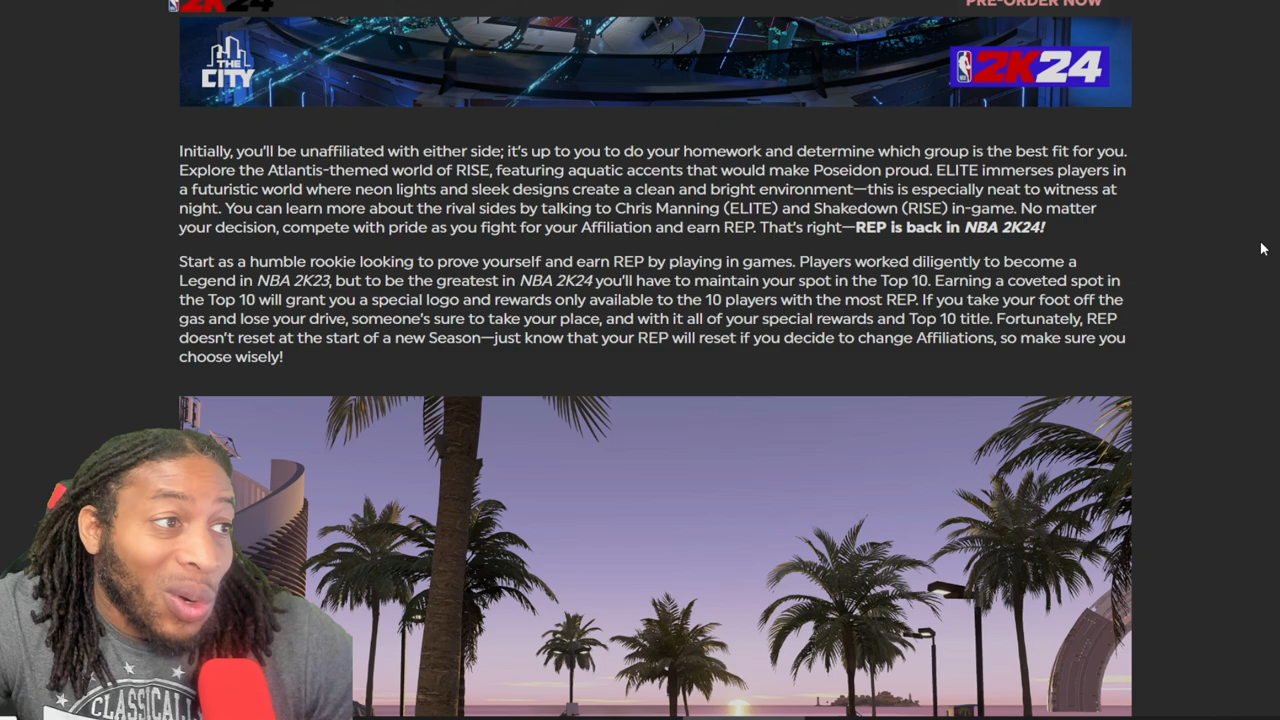 2K24
PRE-ORDER NOW
THE
CITY
2K24
Initially, you'll be unaffiliated with either side; it's up to you to do your homework and determine which group is the best fit for you.
Explore the Atlantis-themed world of RISE, featuring aquatic accents that would make Poseidon proud. ELITE immerses players in
a futuristic world where neon lights and sleek designs create a clean and bright environment—this is especially neat to witness at
night. You can learn more about the rival sides by talking to Chris Manning (ELITE) and Shakedown (RISE) in-game. No matter
your decision, compete with pride as you fight for your Affiliation and earn REP. That's right—REP is back in NBA 2K24!
Start as a humble rookie looking to prove yourself and earn REP by playing in games. Players worked diligently to become a
Legend in NBA 2K23, but to be the greatest in NBA 2K24 you'll have to maintain your spot in the Top 10. Earning a coveted spot in
the Top 10 will grant you a special logo and rewards only available to the 10 players with the most REP. If you take your foot off the
gas and lose your drive, someone's sure to take your place, and with it all of your special rewards and Top 10 title. Fortunately, REP
doesn't reset at the start of a new Season—just know that your REP will reset if you decide to change Affiliations, so make sure you
choose wisely!
CLASSICALLY